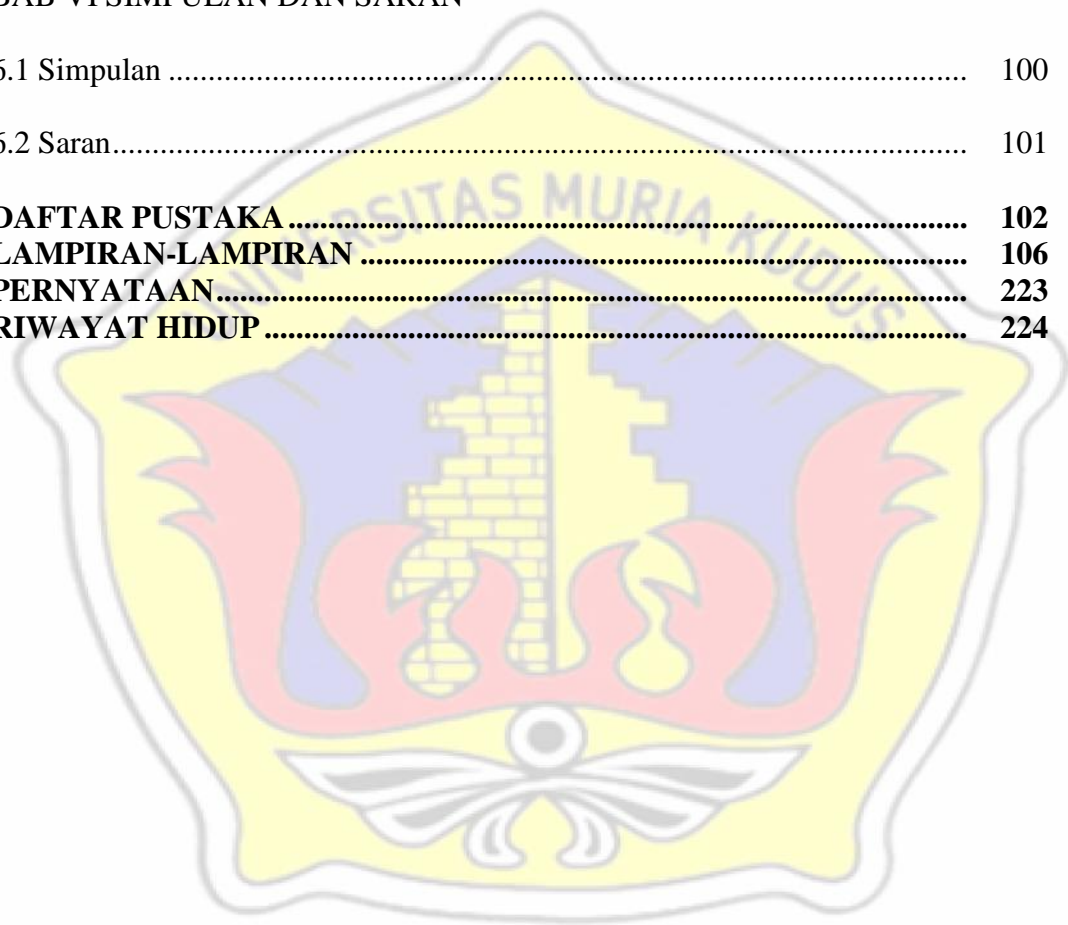 BAB VI SIMPULAN DAN SARAN
6.1 Simpulan ........................................................................ 100
6.2 Saran ........................................................................ 101
DAFTAR PUSTAKA ........................................................................ 102
LAMPIRAN-LAMPIRAN ........................................................................ 106
PERNYATAAN ........................................................................ 223
RIWAYAT HIDUP ........................................................................ 224
UNIVERSITAS MURIA KUDUS